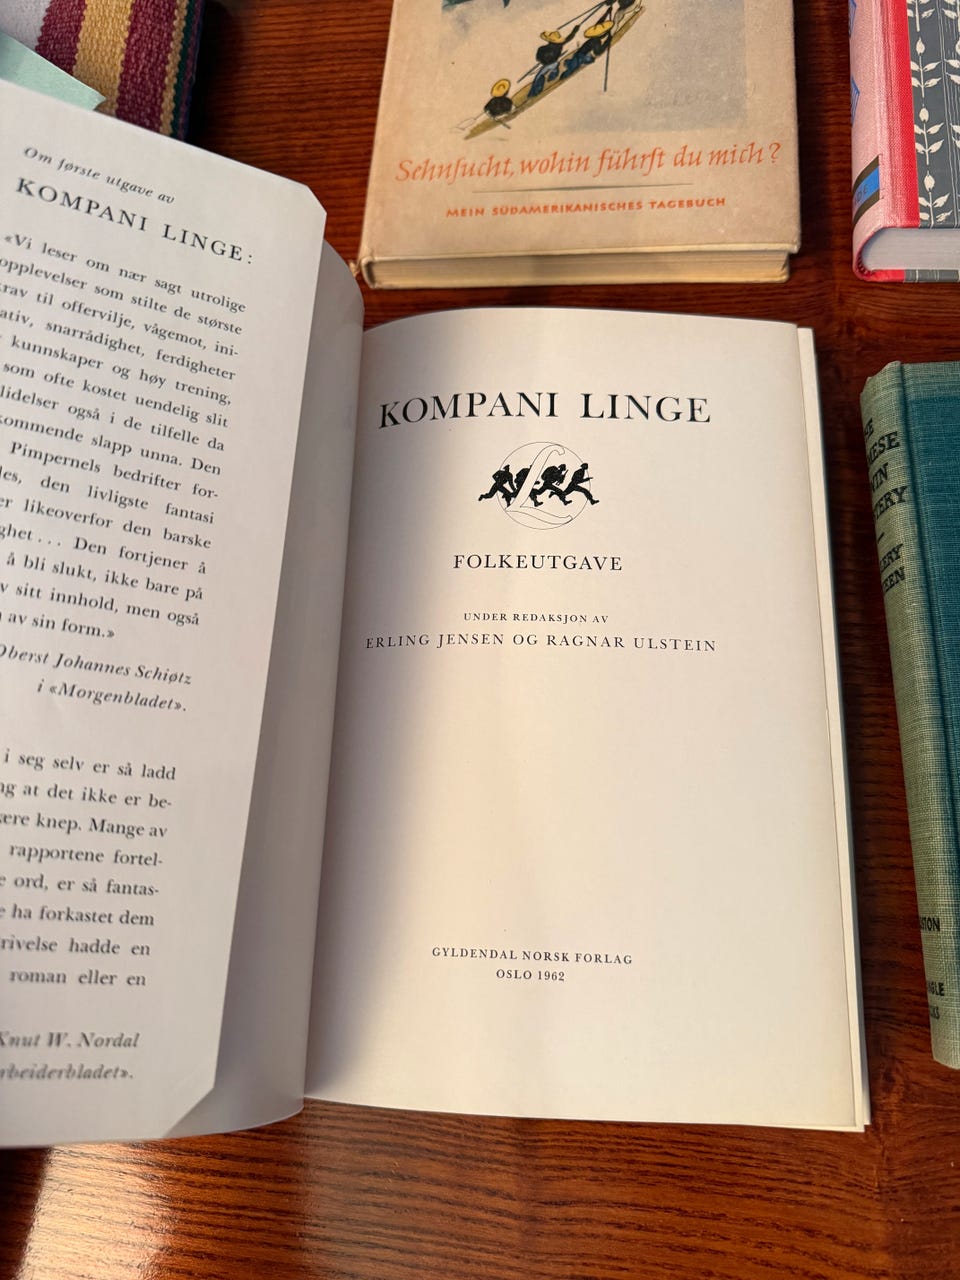 Om første utgave av
KOMPANI LINGE:
«Vi leser om nær sagt utrolige
opplevelser som stilte de største
krav til offervilje, vågemot, ini-
ativ, snarrådighet, ferdigheter
kunnskaper og høy trening,
som ofte kostet uendelig slit
lidelser også i de tilfelle da
kommende slapp unna. Den
Pimpernels bedrifter for-
les, den livligste fantasi
er likeoverfor den barske
ghet... Den fortjener å
å bli slukt, ikke bare på
v sitt innhold, men også
av sin form.»
Oberst Johannes Schiøtz
i «Morgenbladet».
i seg selv er så ladd
ng at det ikke er be-
ære knep. Mange av
rapportene fortel-
e ord, er så fantas-
e ha forkastet dem
rivelse hadde en
roman eller en
Knut W. Nordal
rbeiderbladet».
Sehnsucht, wohin führst du mich?
MEIN SÜDAMERIKANISCHES TAGEBUCH
KOMPANI LINGE
L
FOLKEUTGAVE
UNDER REDAKSJON AV
ERLING JENSEN OG RAGNAR ULSTEIN
GYLDENDAL NORSK FORLAG
OSLO 1962